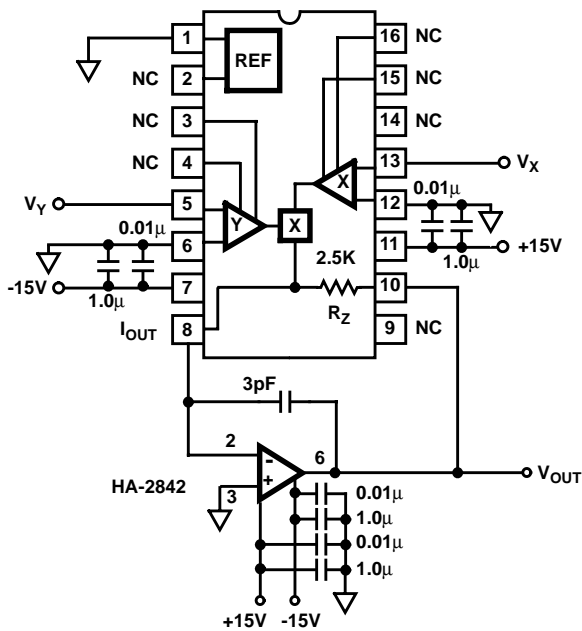 1
16
NC
REF
NC
2
15
NC
NC
3
14
NC
NC
4
13
V_X
X
0.01μ
V_Y
5
12
Y
X
0.01μ
6
11
+15V
2.5K
1.0μ
-15V
7
10
1.0μ
I_OUT
R_Z
8
9
NC
3pF
2
-
6
V_OUT
HA-2842
3
+
0.01μ
1.0μ
0.01μ
1.0μ
+15V
-15V